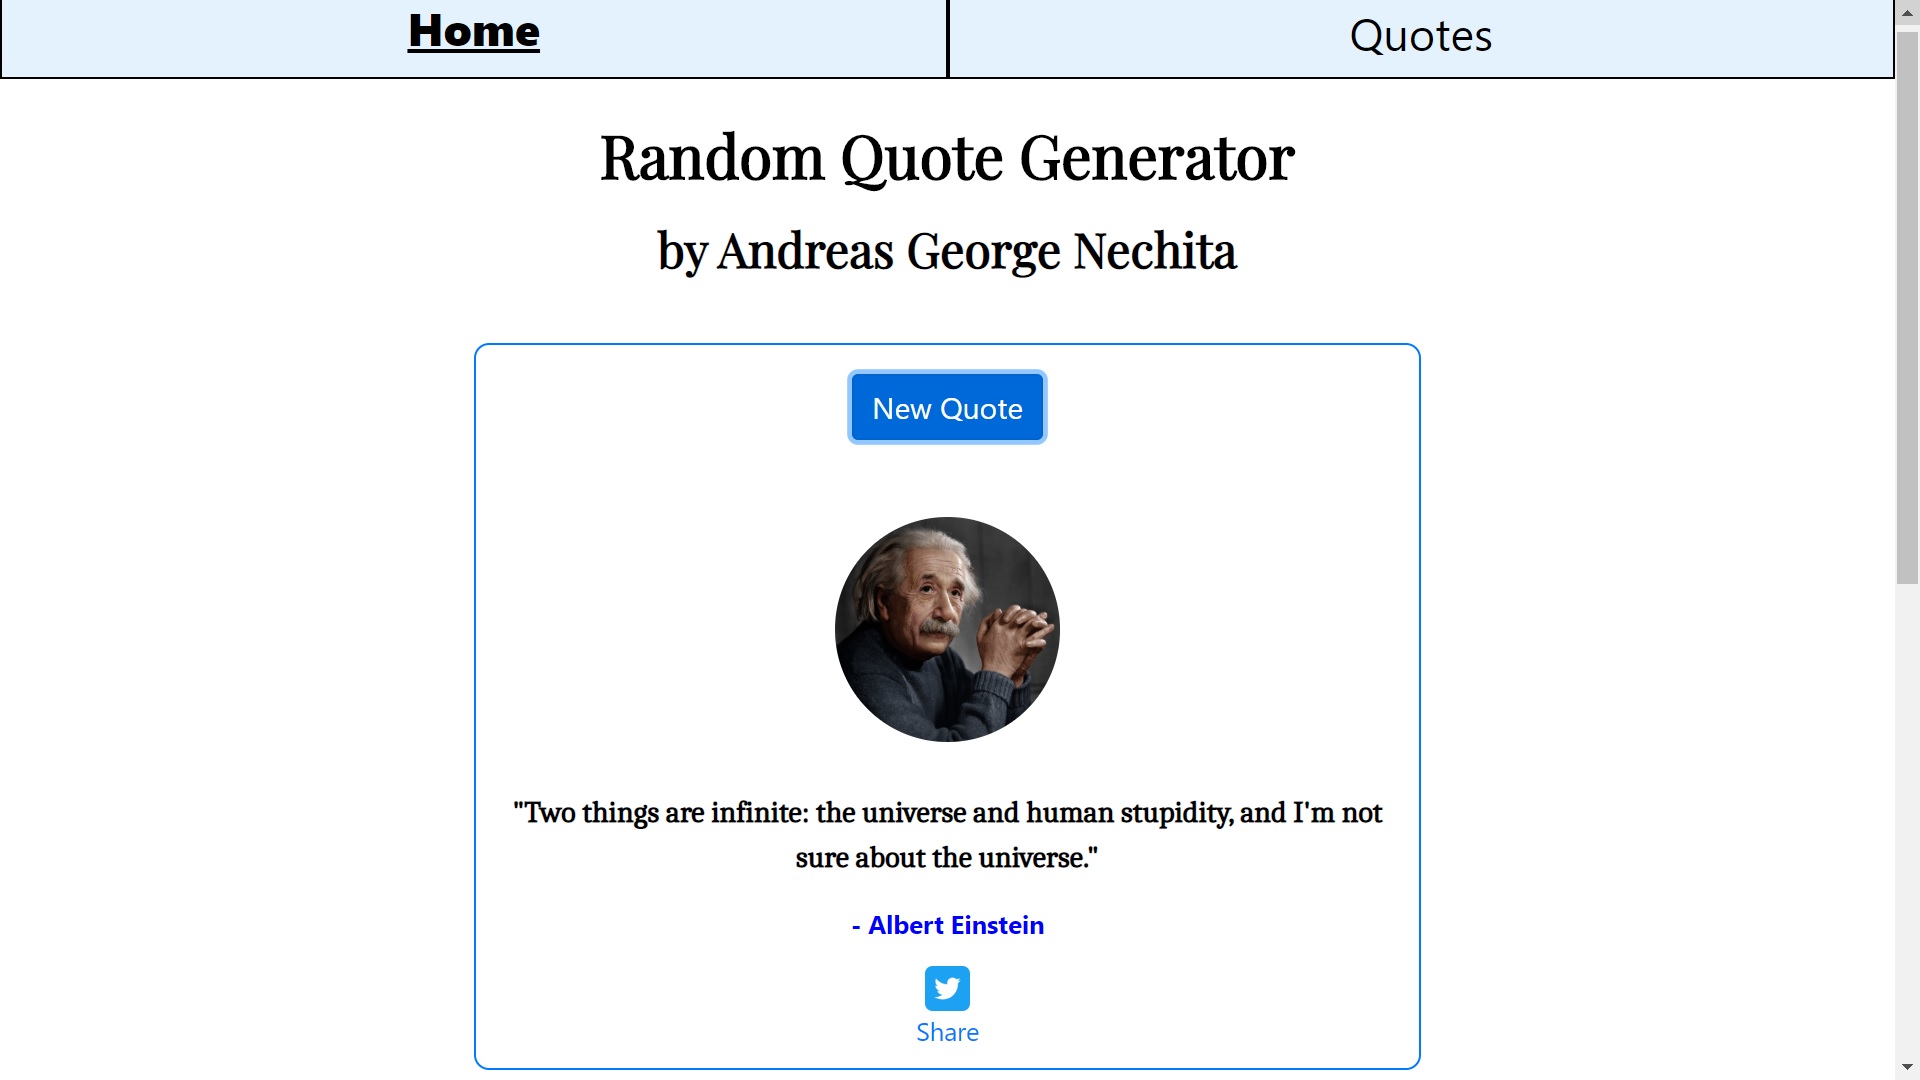 Home
Quotes
Random Quote Generator
by Andreas George Nechita
New Quote
"Two things are infinite: the universe and human stupidity, and I'm not
sure about the universe."
- Albert Einstein
Share